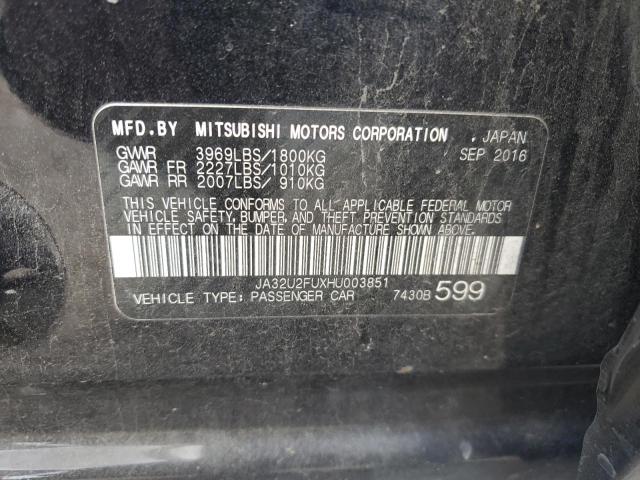 MFD.BY MITSUBISHI MOTORS CORPORATION , JAPAN
GVWR 3969LBS/1800KG SEP 2016
GAWR FR 2227LBS/1010KG
GAWR RR 2007LBS/ 910KG
THIS VEHICLE CONFORMS TO ALL APPLICABLE FEDERAL MOTOR
VEHICLE SAFETY, BUMPER, AND THEFT PREVENTION STANDARDS
IN EFFECT ON THE DATE OF MANUFACTURE SHOWN ABOVE.
JA32U2FUXHU003851
VEHICLE TYPE: PASSENGER CAR 7430B 599